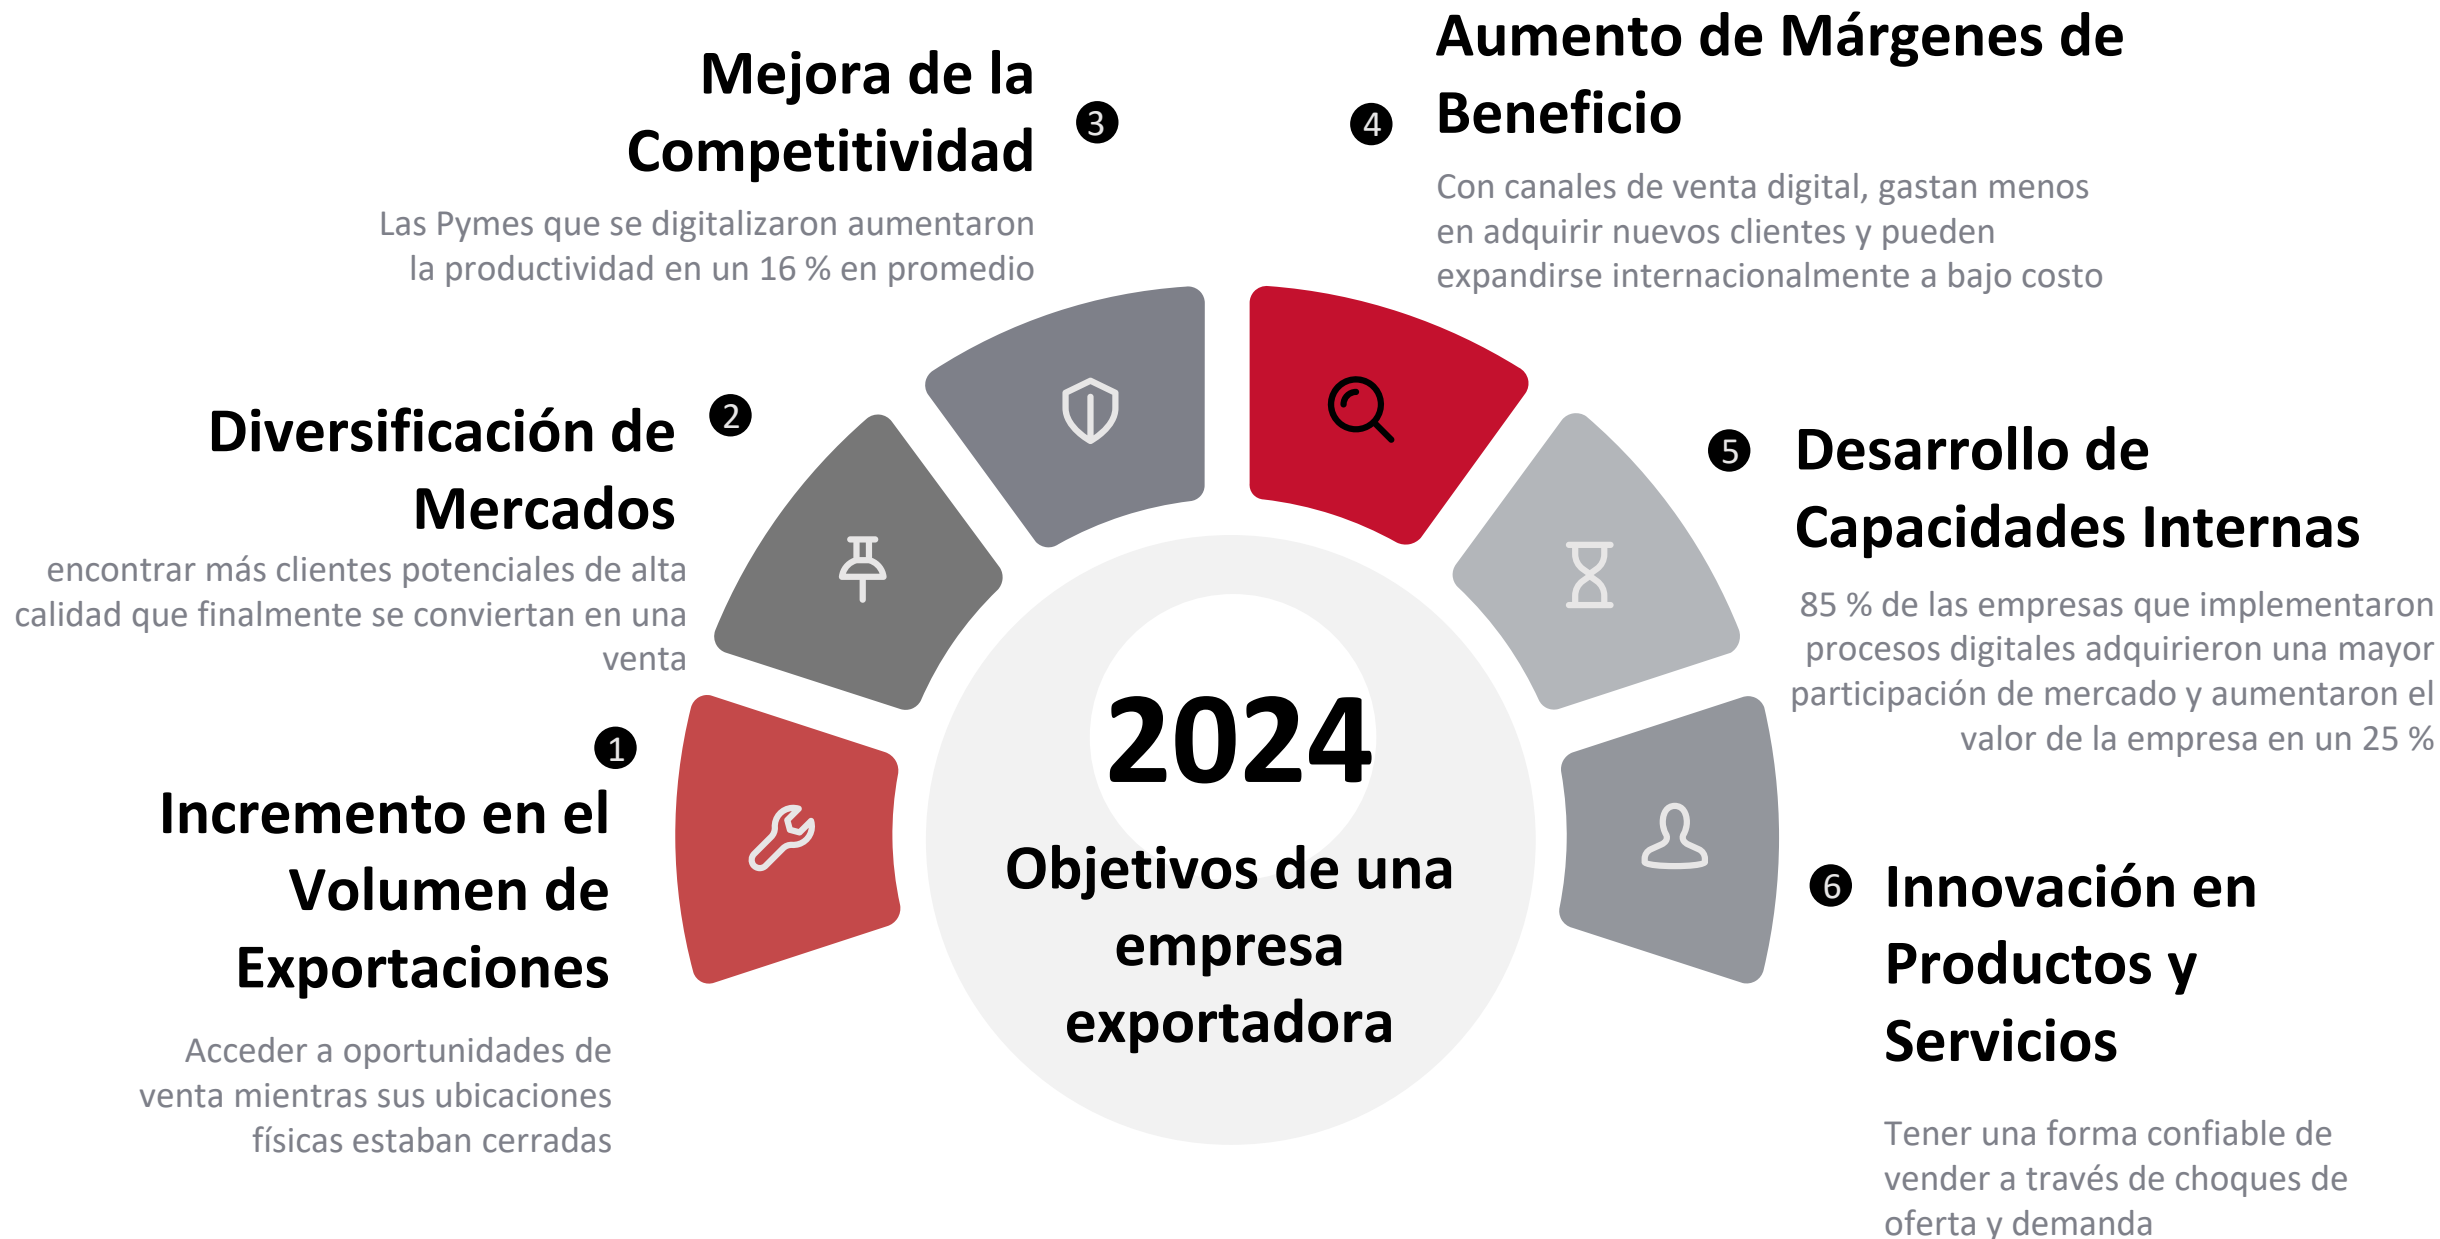 ❶
Incremento en el
Volumen de
Exportaciones
Acceder a oportunidades de
venta mientras sus ubicaciones
físicas estaban cerradas
❷
Diversificación de
Mercados
encontrar más clientes potenciales de alta
calidad que finalmente se conviertan en una
venta
❸
Mejora de la
Competitividad
Las Pymes que se digitalizaron aumentaron
la productividad en un 16 % en promedio
❹
Aumento de Márgenes de
Beneficio
Con canales de venta digital, gastan menos
en adquirir nuevos clientes y pueden
expandirse internacionalmente a bajo costo
❺
Desarrollo de
Capacidades Internas
85 % de las empresas que implementaron
procesos digitales adquirieron una mayor
participación de mercado y aumentaron el
valor de la empresa en un 25 %
❻
Innovación en
Productos y
Servicios
Tener una forma confiable de
vender a través de choques de
oferta y demanda
2024
Objetivos de una
empresa
exportadora